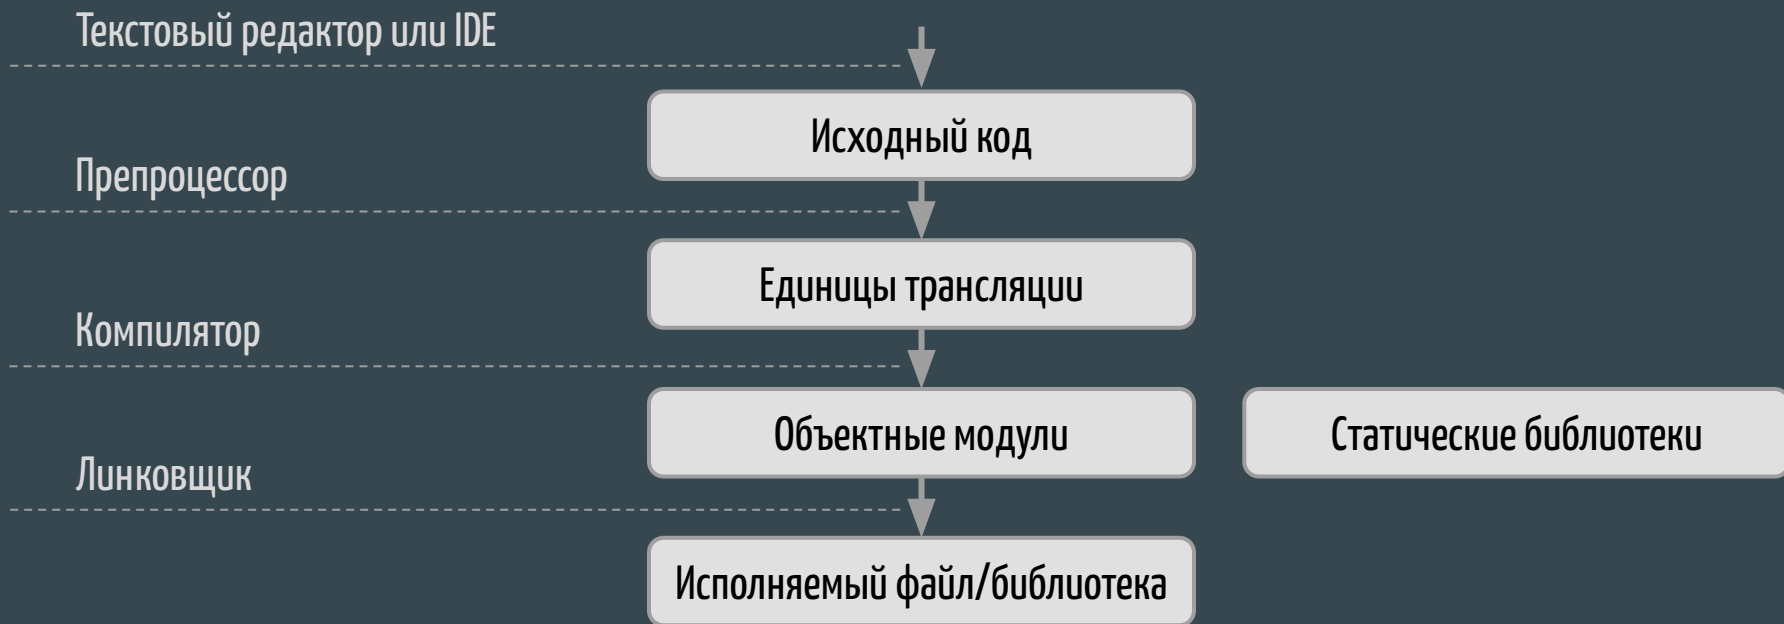 Текстовый редактор или IDE
Исходный код
Препроцессор
Единицы трансляции
Компилятор
Объектные модули
Статические библиотеки
Линковщик
Исполняемый файл/библиотека